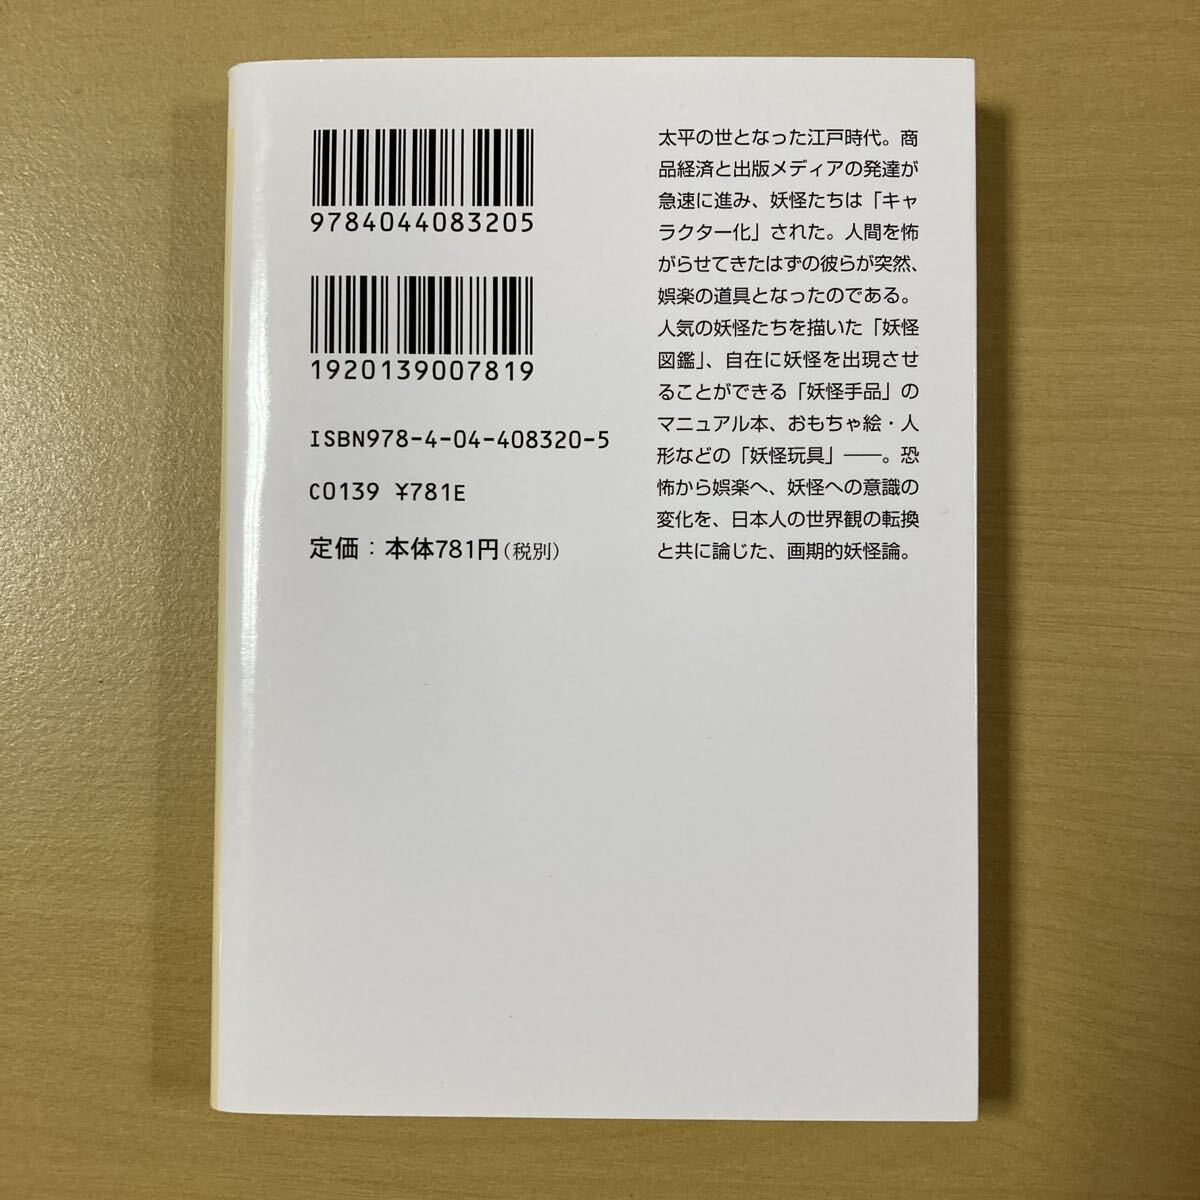 9784044083205
1920139007819
ISBN978-4-04-408320-5
C0139 ¥781E
定価：本体781円（税別）
太平の世となった江戸時代。商
品経済と出版メディアの発達が
急速に進み、妖怪たちは「キャ
ラクター化」された。人間を怖
がらせてきたはずの彼らが突然、
娯楽の道具となったのである。
人気の妖怪たちを描いた「妖怪
図鑑」、自在に妖怪を出現させ
ることができる「妖怪手品」の
マニュアル本、おもちゃ絵・人
形などの「妖怪玩具」――。恐
怖から娯楽へ、妖怪への意識の
変化を、日本人の世界観の転換
と共に論じた、画期的妖怪論。